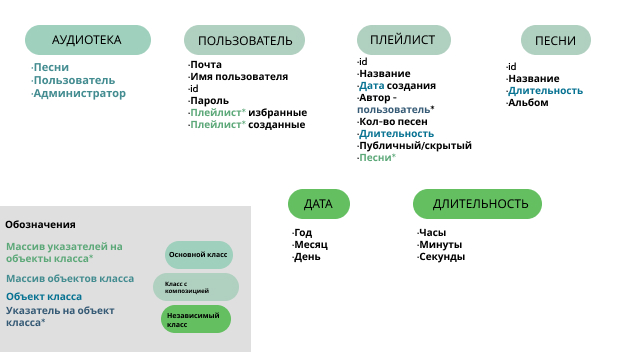 АУДИОТЕКА
·Песни
·Пользователь
·Администратор
ПОЛЬЗОВАТЕЛЬ
·Почта
·Имя пользователя
·id
·Пароль
·Плейлист* избранные
·Плейлист* созданные
ПЛЕЙЛИСТ
·id
·Название
·Дата создания
·Автор -
пользователь*
·Кол-во песен
·Длительность
·Публичный/скрытый
·Песни*
ПЕСНИ
·id
·Название
·Длительность
·Альбом
ДАТА
·Год
·Месяц
·День
ДЛИТЕЛЬНОСТЬ
·Часы
·Минуты
·Секунды
Обозначения
Массив указателей на
объекты класса*
Массив объектов класса
Объект класса
Указатель на объект
класса*
Основной класс
Класс с
композицией
Независимый
класс